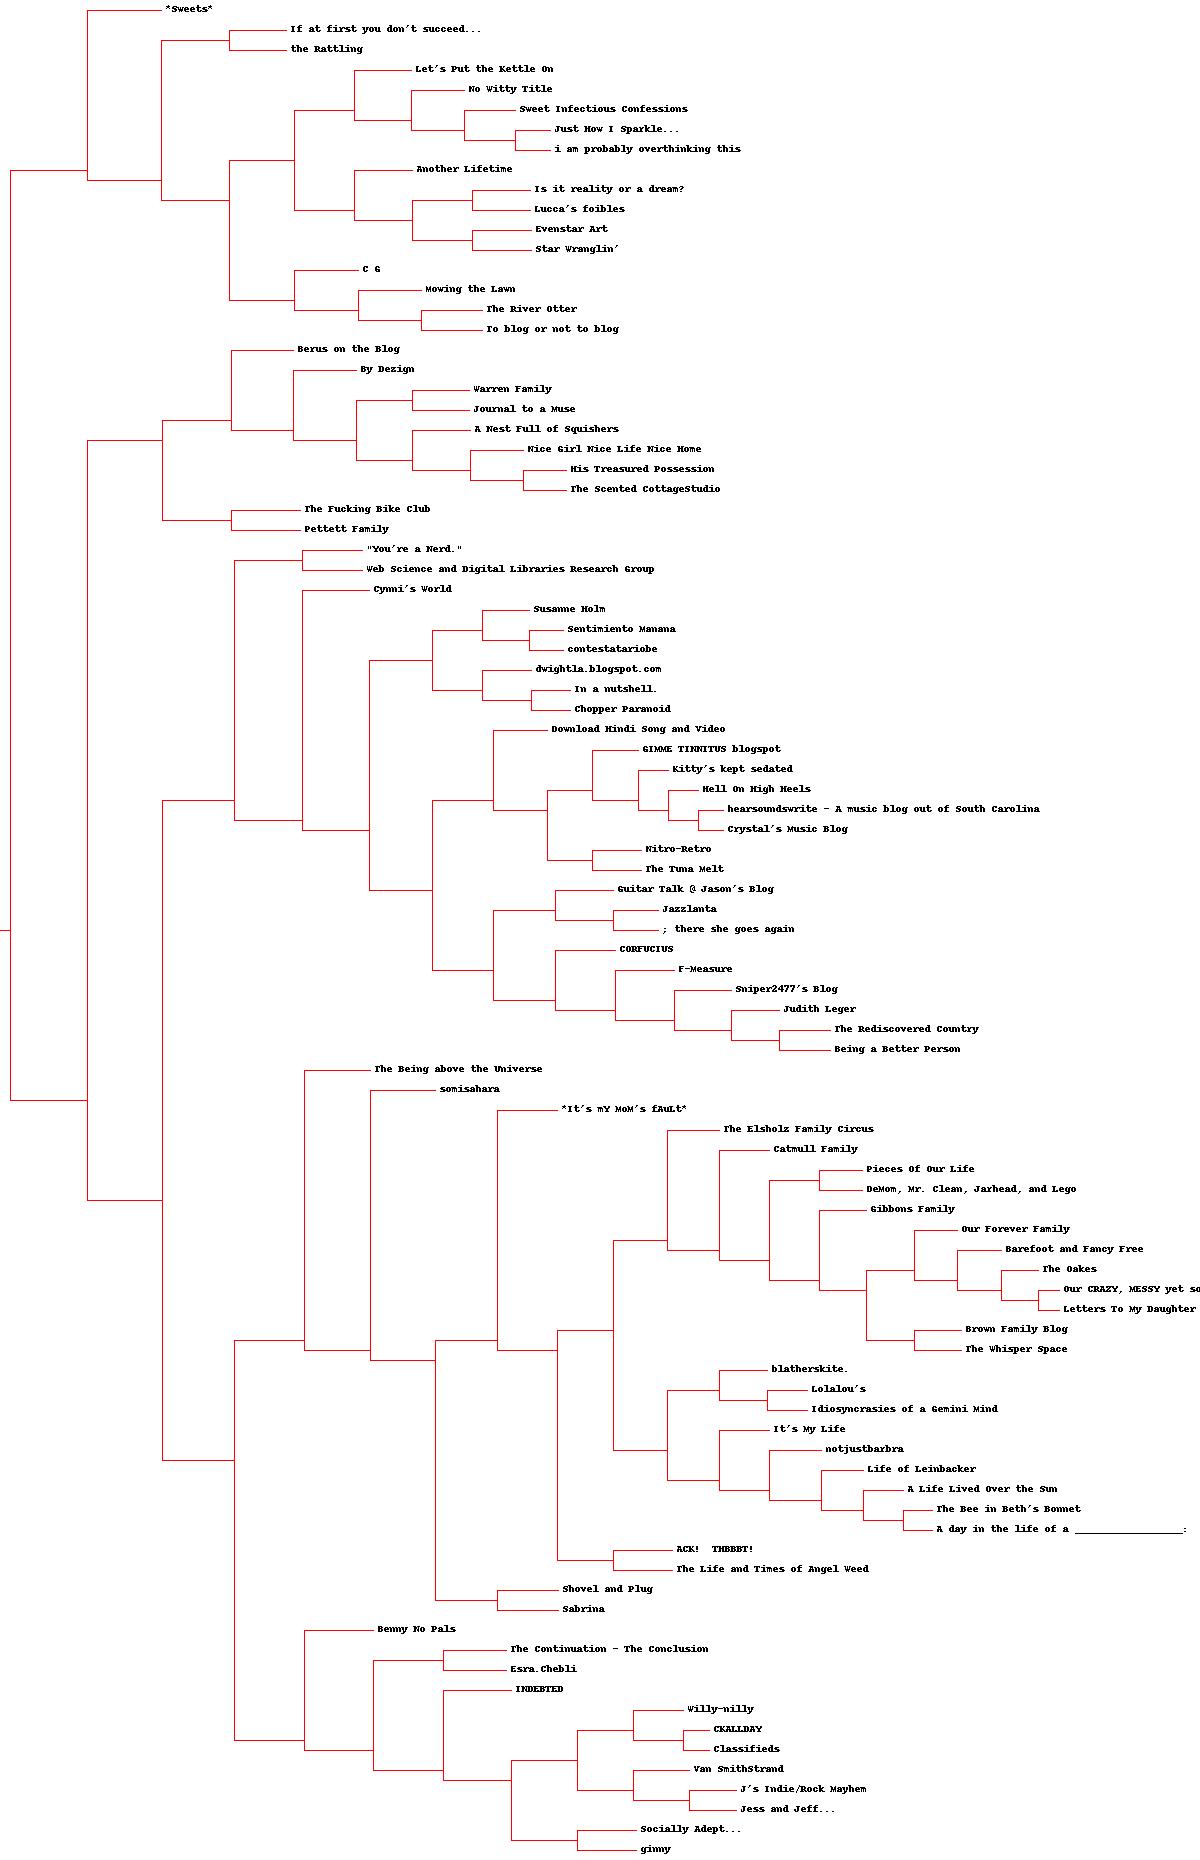 *Sweets*
If at first you don't succeed...
the Rattling
Let's Put the Kettle On
No Witty Title
Sweet Infectious Confessions
Just How I Sparkle...
i am probably overthinking this
Another Lifetime
Is it reality or a dream?
Lucca's foibles
Evenstar Art
Star Wranglin'
C G
Mowing the Lawn
The River Otter
To blog or not to blog
Berus on the Blog
By Dezign
Warren Family
Journal to a Muse
A Nest Full of Squishers
Nice Girl Nice Life Nice Home
His Treasured Possession
The Scented CottageStudio
The Fucking Bike Club
Pettett Family
"You're a Nerd."
Web Science and Digital Libraries Research Group
Cynni's World
Susanne Holm
Sentimiento Manana
contestatariobe
dwightla.blogspot.com
In a nutshell.
Chopper Paranoid
Download Hindi Song and Video
GIMME TINNITUS blogspot
Kitty's kept sedated
Hell On High Heels
hearsoundswrite - A music blog out of South Carolina
Crystal's Music Blog
Nitro-Retro
The Tuna Melt
Guitar Talk @ Jason's Blog
Jazzlanta
; there she goes again
CORFUCIUS
F-Measure
Sniper2477's Blog
Judith Leger
The Rediscovered Country
Being a Better Person
The Being above the Universe
somisahara
*It's mY MoM's fAuLt*
The Elsholz Family Circus
Catmull Family
Pieces Of Our Life
DeMom, Mr. Clean, Jarhead, and Lego
Gibbons Family
Our Forever Family
Barefoot and Fancy Free
The Oakes
Our CRAZY, MESSY yet so
Letters To My Daughter
Brown Family Blog
The Whisper Space
blatherskite.
Lolalou's
Idiosyncrasies of a Gemini Mind
It's My Life
notjustbarbra
Life of Leinbacker
A Life Lived Over the Sun
The Bee in Beth's Bonnet
A day in the life of a __________________:
ACK!  THBBBT!
The Life and Times of Angel Weed
Shovel and Plug
Sabrina
Benny No Pals
The Continuation - The Conclusion
Esra.Chebli
INDEBTED
Willy-nilly
CKALLDAY
Classifieds
Van SmithStrand
J's Indie/Rock Mayhem
Jess and Jeff...
Socially Adept...
ginny